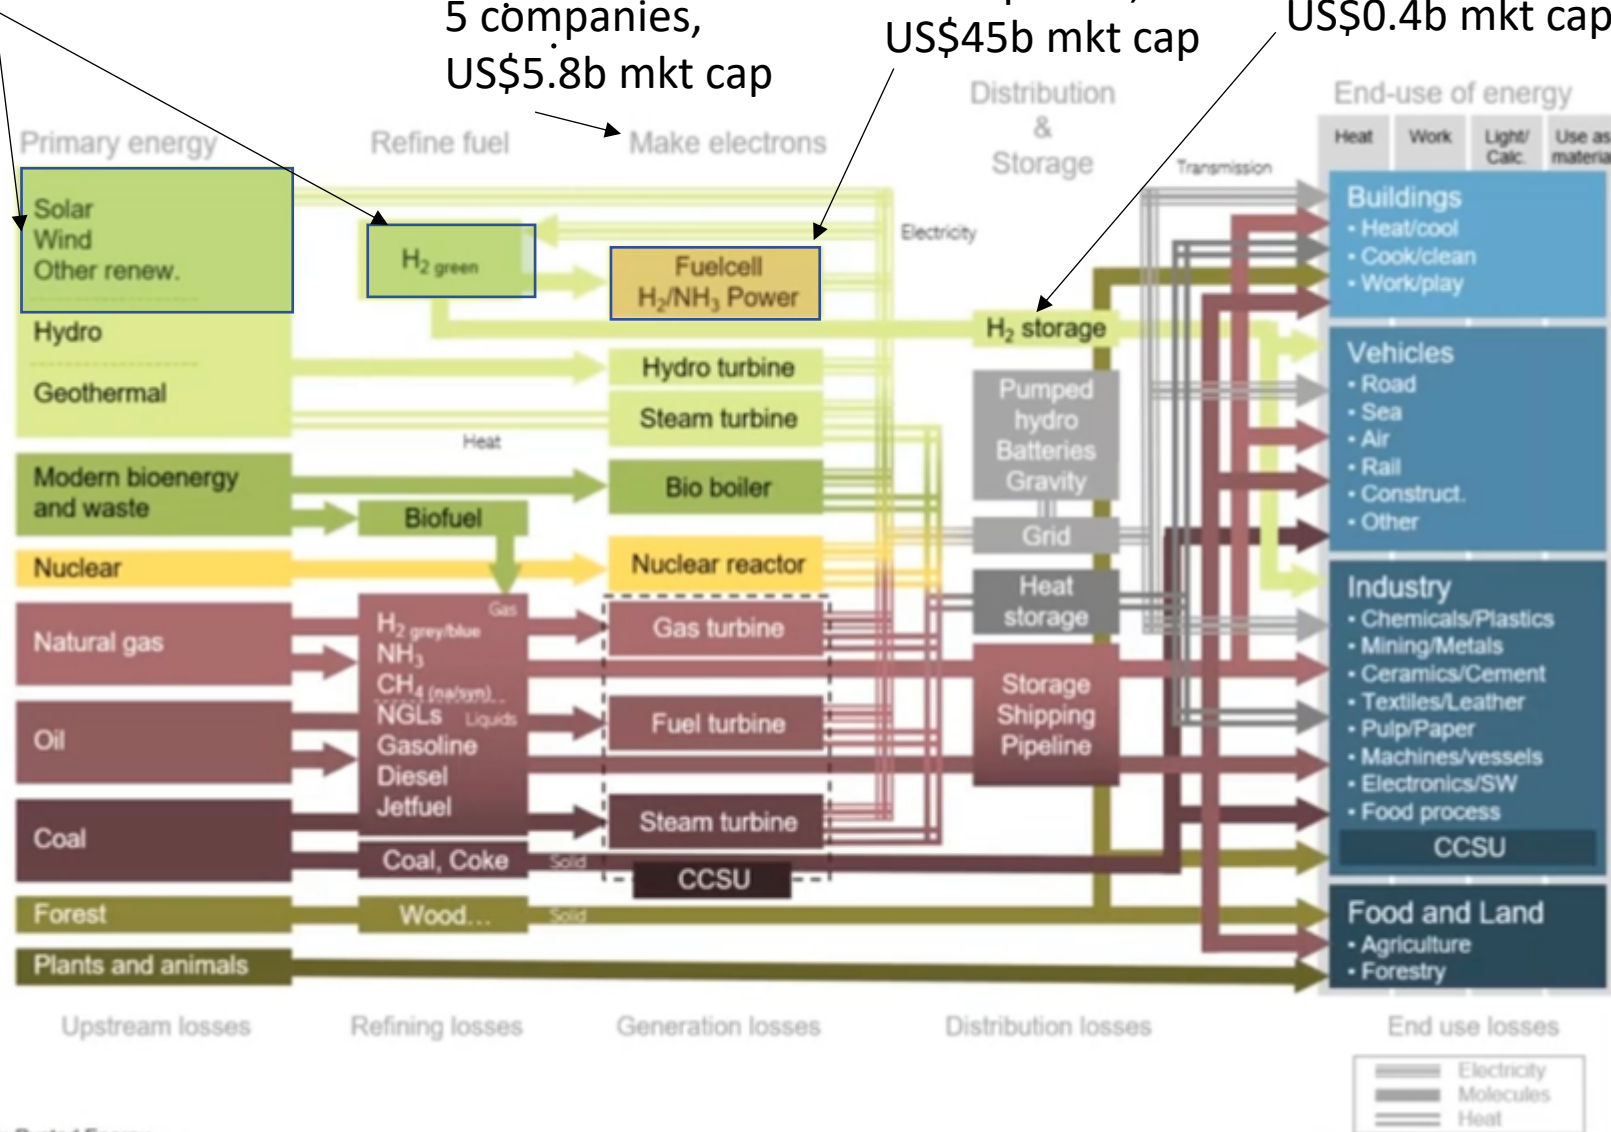 5 companies,
US$5.8b mkt cap
US$45b mkt cap
US$0.4b mkt cap
Primary energy
Refine fuel
Make electrons
Distribution
&
Storage
End-use of energy
Heat
Work
Light/
Calc.
Use as
materia
Transmission
Electricity
Heat
Solar
Wind
Other renew.
Hydro
Geothermal
Modern bioenergy
and waste
Nuclear
Natural gas
Oil
Coal
Forest
Plants and animals
H2 green
Biofuel
Gas
H2 grey/blue
NH3
CH4 (na/syn)
NGLs Liquids
Gasoline
Diesel
Jetfuel
Coal, Coke
Solid
Wood...
Solid
Fuelcell
H2/NH3 Power
Hydro turbine
Steam turbine
Bio boiler
Nuclear reactor
Gas turbine
Fuel turbine
Steam turbine
CCSU
H2 storage
Pumped
hydro
Batteries
Gravity
Grid
Heat
storage
Storage
Shipping
Pipeline
Buildings
• Heat/cool
• Cook/clean
• Work/play
Vehicles
• Road
• Sea
• Air
• Rail
• Construct.
• Other
Industry
• Chemicals/Plastics
• Mining/Metals
• Ceramics/Cement
• Textiles/Leather
• Pulp/Paper
• Machines/vessels
• Electronics/SW
• Food process
CCSU
Food and Land
• Agriculture
• Forestry
Upstream losses
Refining losses
Generation losses
Distribution losses
End use losses
Electricity
Molecules
Heat